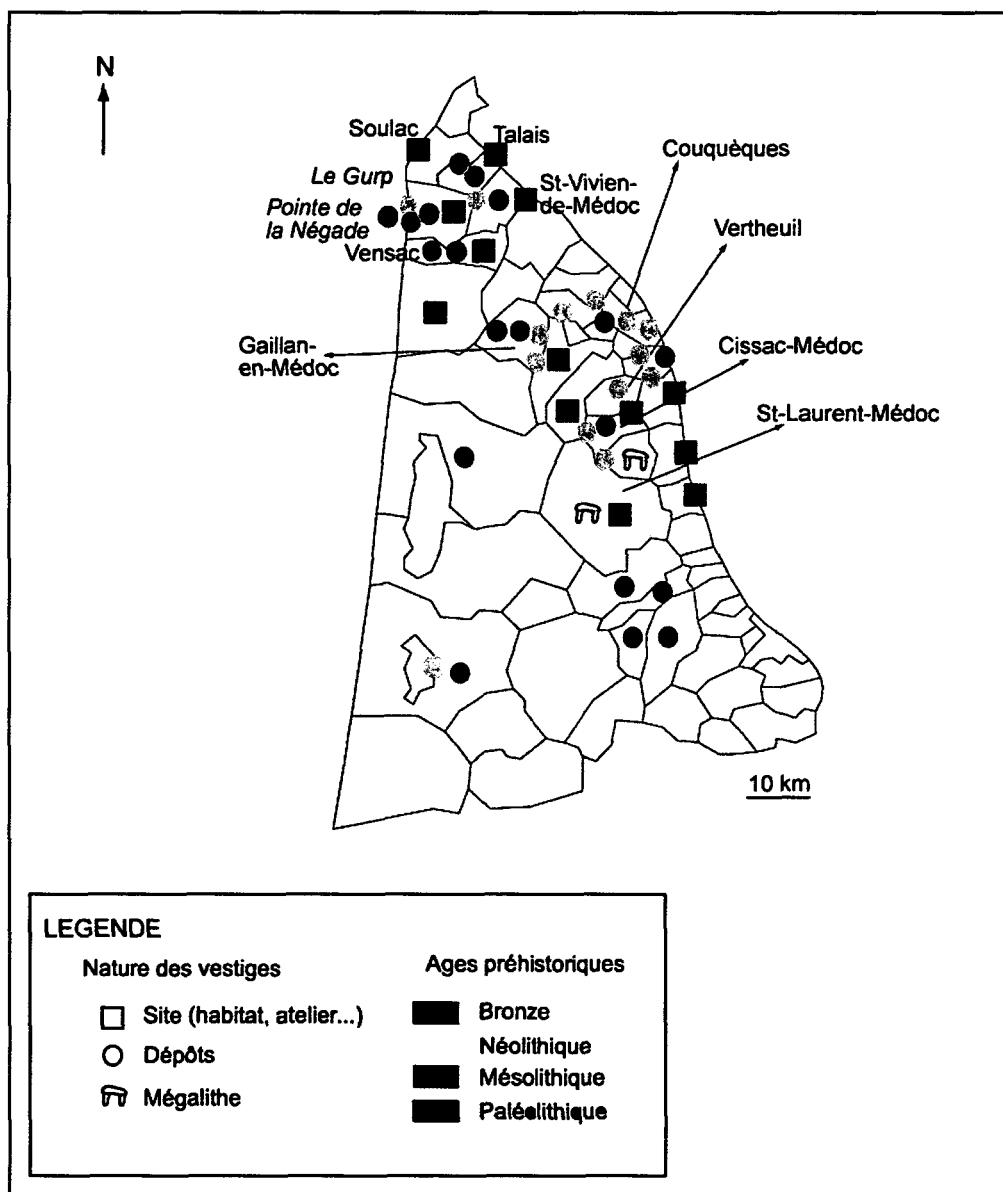 N
Soulac
Talais
Couquèques
Le Gurp
St-Vivien-
de-Médoc
Pointe de
la Négade
Vertheuil
Vensac
Gaillan-
en-Médoc
Cissac-Médoc
St-Laurent-Médoc
10 km
LEGENDE
Nature des vestiges
Site (habitat, atelier...)
Dépôts
Mégalithe
Ages préhistoriques
Bronze
Néolithique
Mésolithique
Paléolithique